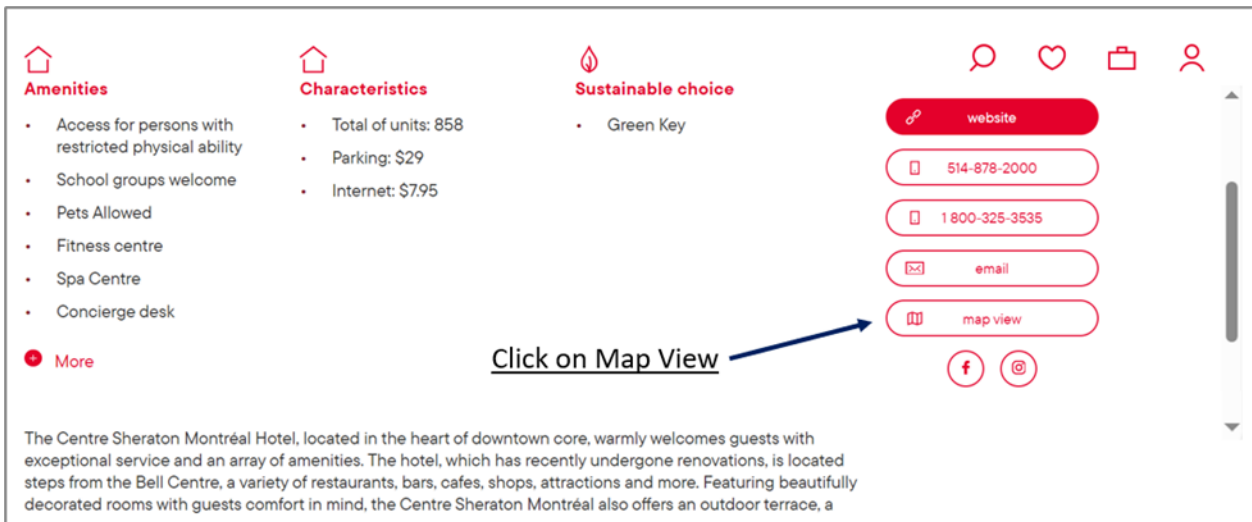 Amenities
• Access for persons with
restricted physical ability
• School groups welcome
• Pets Allowed
• Fitness centre
• Spa Centre
• Concierge desk
More
Characteristics
• Total of units: 858
• Parking: $29
• Internet: $7.95
Sustainable choice
• Green Key
website
514-878-2000
1 800-325-3535
email
map view
Click on Map View
The Centre Sheraton Montréal Hotel, located in the heart of downtown core, warmly welcomes guests with
exceptional service and an array of amenities. The hotel, which has recently undergone renovations, is located
steps from the Bell Centre, a variety of restaurants, bars, cafes, shops, attractions and more. Featuring beautifully
decorated rooms with guests comfort in mind, the Centre Sheraton Montréal also offers an outdoor terrace, a